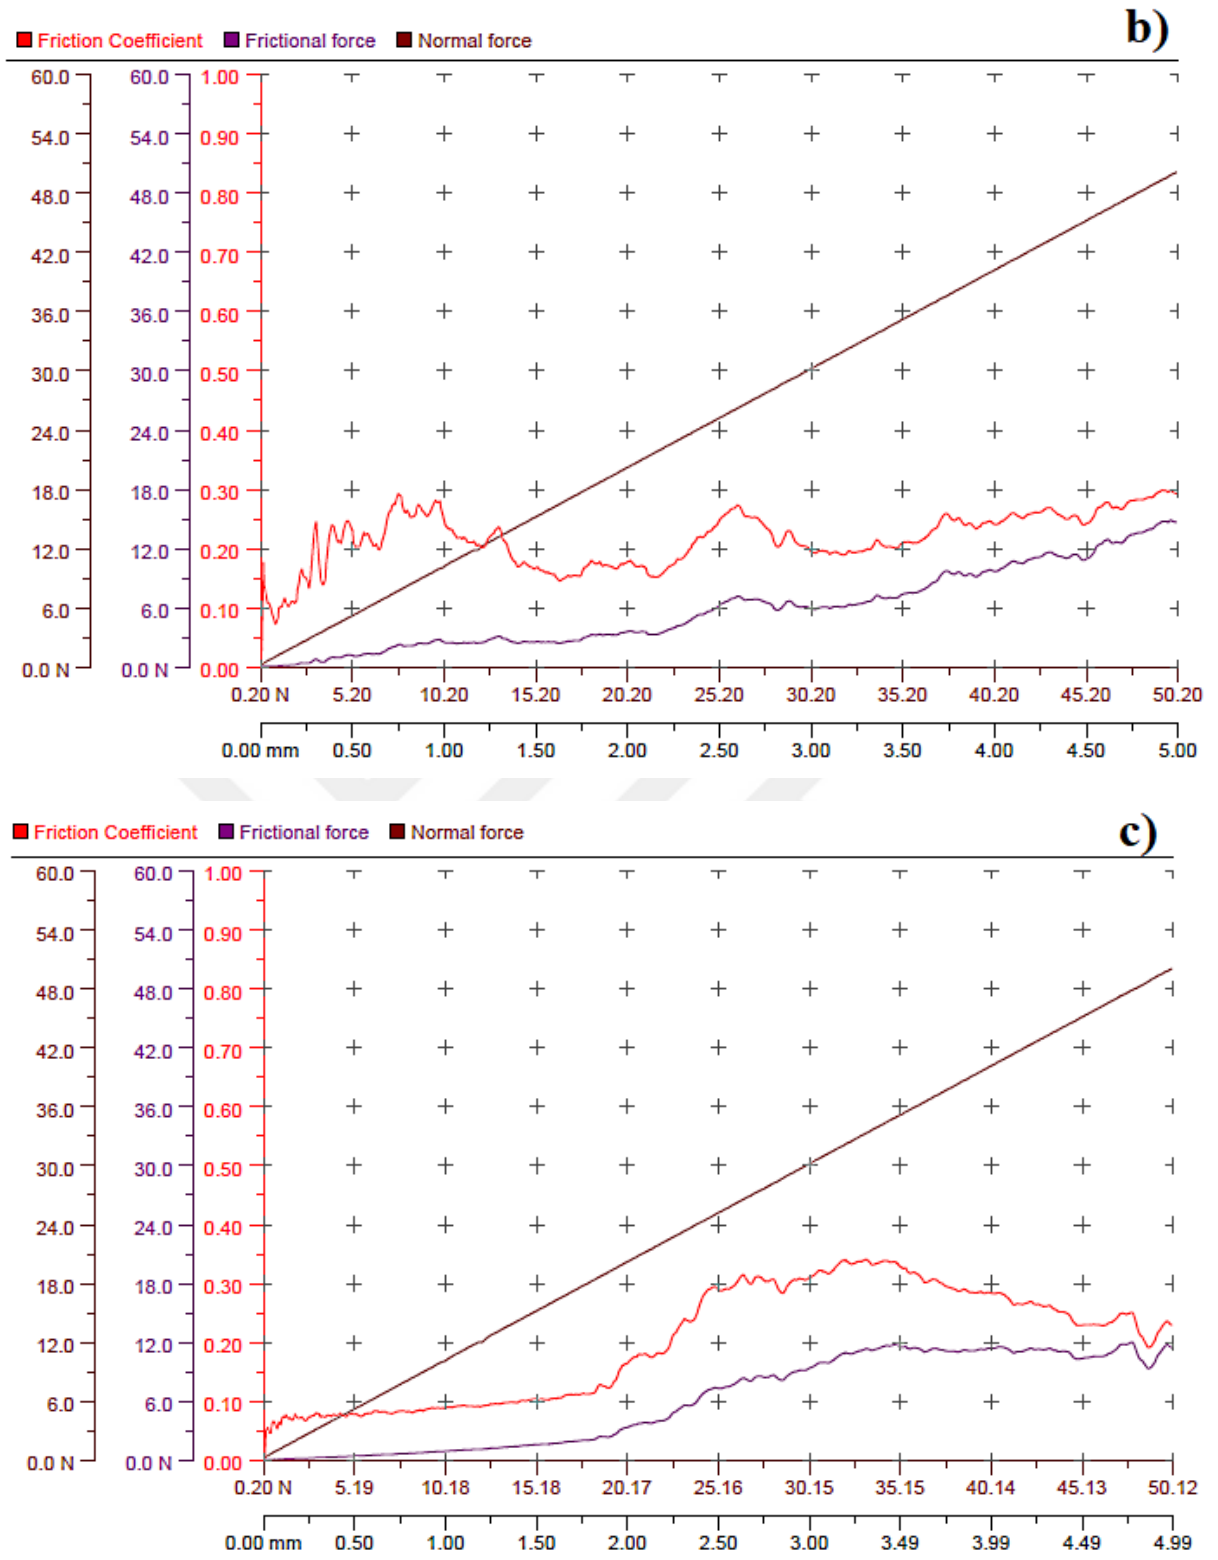 b)
Friction Coefficient Frictional force Normal force
60.0 60.0 1.00
54.0 54.0 0.90
48.0 48.0 0.80
42.0 42.0 0.70
36.0 36.0 0.60
30.0 30.0 0.50
24.0 24.0 0.40
18.0 18.0 0.30
12.0 12.0 0.20
6.0 6.0 0.10
0.0 N 0.0 N 0.00
0.20 N 5.20 10.20 15.20 20.20 25.20 30.20 35.20 40.20 45.20 50.20
0.00 mm 0.50 1.00 1.50 2.00 2.50 3.00 3.50 4.00 4.50 5.00
c)
Friction Coefficient Frictional force Normal force
60.0 60.0 1.00
54.0 54.0 0.90
48.0 48.0 0.80
42.0 42.0 0.70
36.0 36.0 0.60
30.0 30.0 0.50
24.0 24.0 0.40
18.0 18.0 0.30
12.0 12.0 0.20
6.0 6.0 0.10
0.0 N 0.0 N 0.00
0.20 N 5.19 10.18 15.18 20.17 25.16 30.15 35.15 40.14 45.13 50.12
0.00 mm 0.50 1.00 1.50 2.00 2.50 3.00 3.49 3.99 4.49 4.99